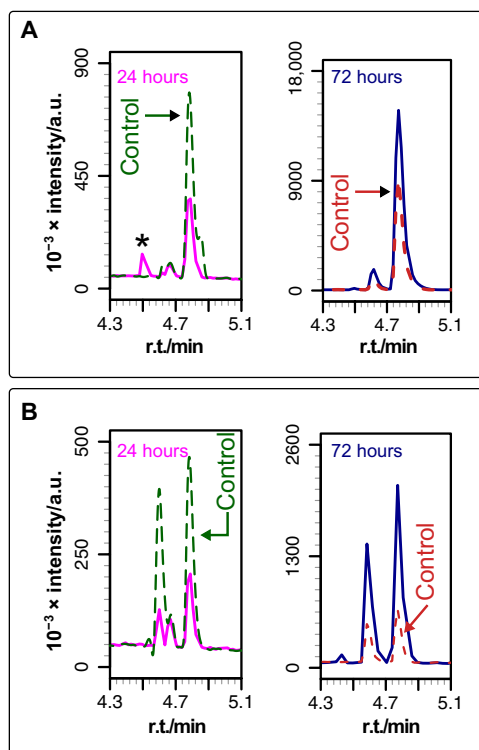 A
900
450
0
10⁻³ × intensity/a.u.
24 hours
Control
*
4.3 4.7 5.1
r.t./min
18,000
9000
0
72 hours
Control
4.3 4.7 5.1
r.t./min
B
500
250
0
10⁻³ × intensity/a.u.
24 hours
Control
4.3 4.7 5.1
r.t./min
2600
1300
0
72 hours
Control
4.3 4.7 5.1
r.t./min